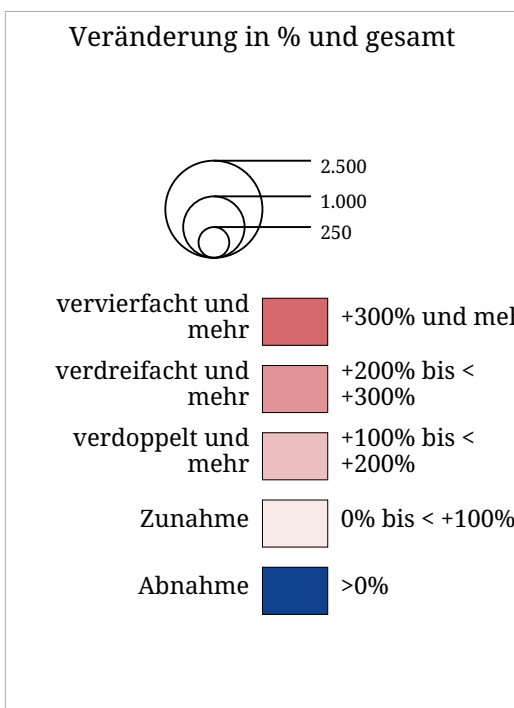 Veränderung in % und gesamt
2.500
1.000
250
vervierfacht und
mehr
+300% und meh
verdreifacht und
mehr
+200% bis <
+300%
verdoppelt und
mehr
+100% bis <
+200%
Zunahme
0% bis < +100%
Abnahme
>0%